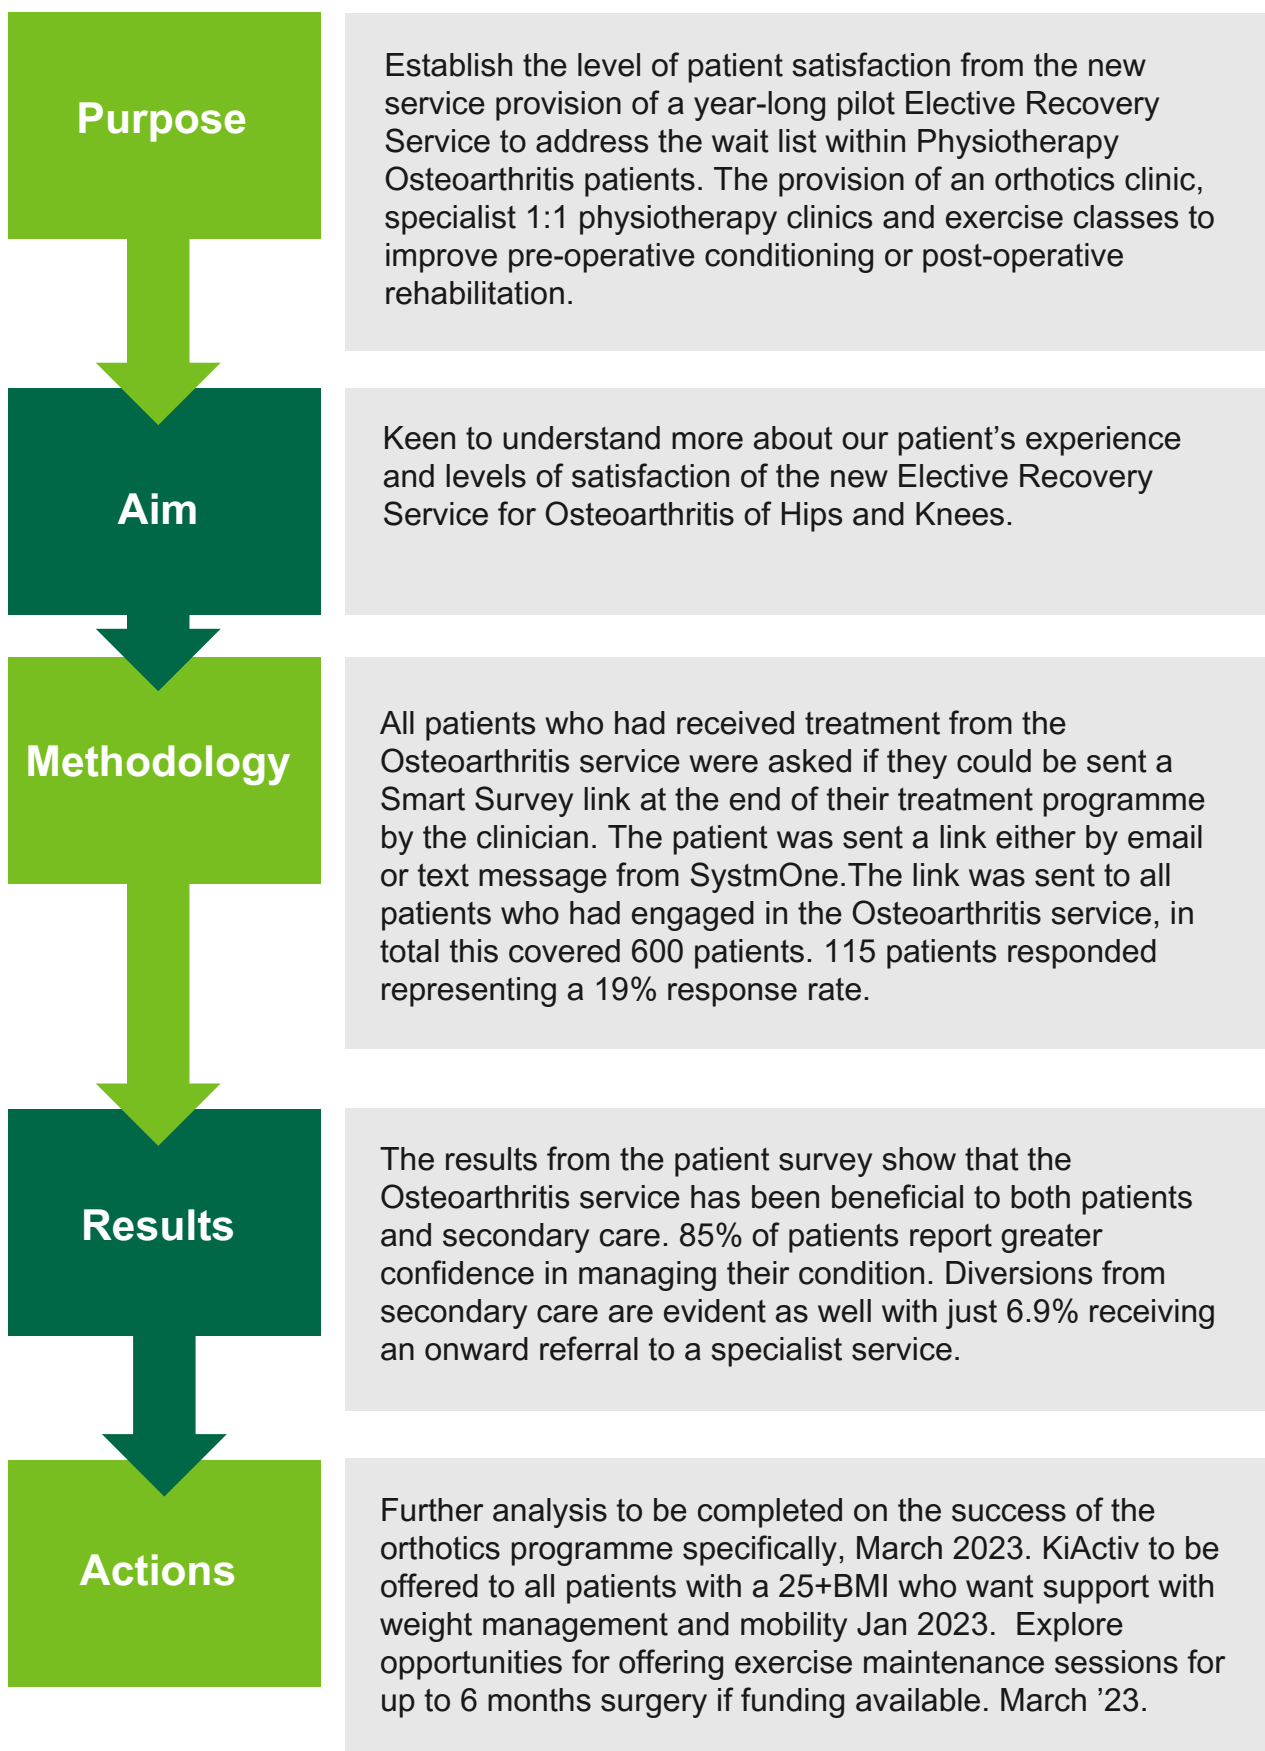 Purpose
Establish the level of patient satisfaction from the new
service provision of a year-long pilot Elective Recovery
Service to address the wait list within Physiotherapy
Osteoarthritis patients. The provision of an orthotics clinic,
specialist 1:1 physiotherapy clinics and exercise classes to
improve pre-operative conditioning or post-operative
rehabilitation.
Aim
Keen to understand more about our patient’s experience
and levels of satisfaction of the new Elective Recovery
Service for Osteoarthritis of Hips and Knees.
Methodology
All patients who had received treatment from the
Osteoarthritis service were asked if they could be sent a
Smart Survey link at the end of their treatment programme
by the clinician. The patient was sent a link either by email
or text message from SystmOne.The link was sent to all
patients who had engaged in the Osteoarthritis service, in
total this covered 600 patients. 115 patients responded
representing a 19% response rate.
Results
The results from the patient survey show that the
Osteoarthritis service has been beneficial to both patients
and secondary care. 85% of patients report greater
confidence in managing their condition. Diversions from
secondary care are evident as well with just 6.9% receiving
an onward referral to a specialist service.
Actions
Further analysis to be completed on the success of the
orthotics programme specifically, March 2023. KiActiv to be
offered to all patients with a 25+BMI who want support with
weight management and mobility Jan 2023.  Explore
opportunities for offering exercise maintenance sessions for
up to 6 months surgery if funding available. March ’23.